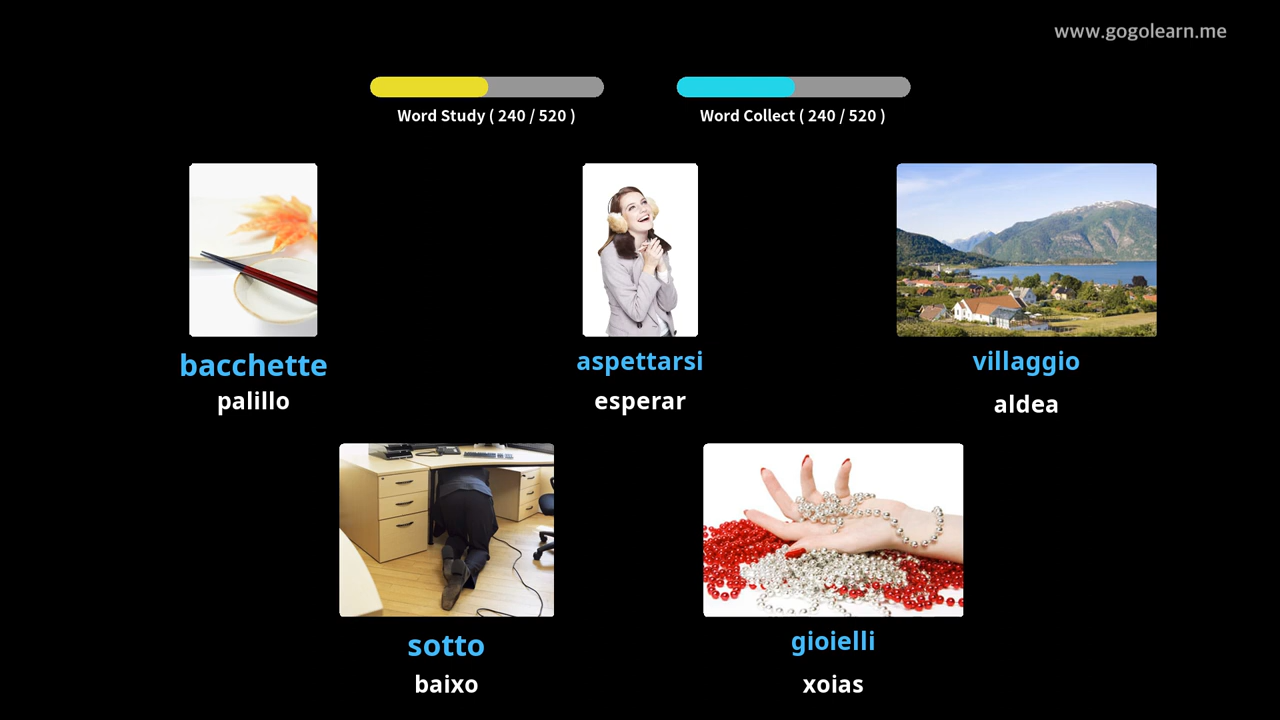 www.gogolearn.me
Word Study ( 240 / 520 )
Word Collect ( 240 / 520 )
bacchette
palillo
aspettarsi
esperar
villaggio
aldea
sotto
baixo
gioielli
xoias